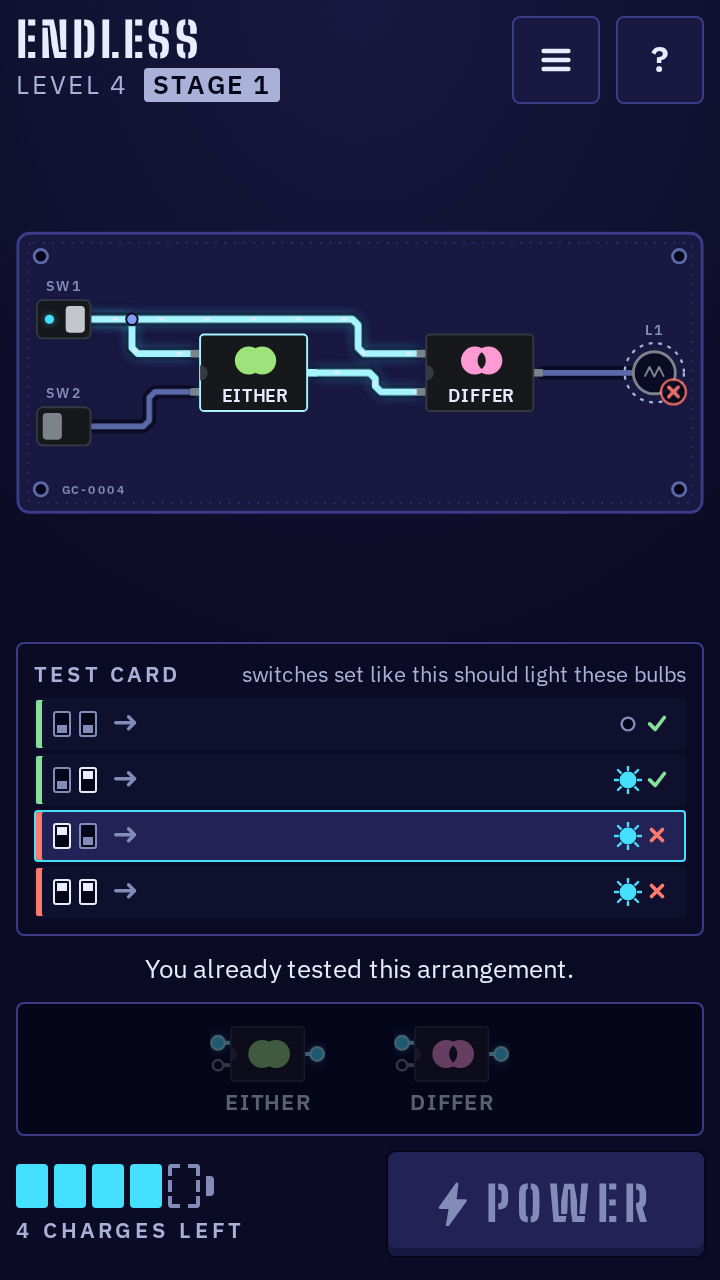 ENDLESS
LEVEL 4 STAGE 1
?
SW1
L1
EITHER
DIFFER
SW2
GC-0004
TEST CARD switches set like this should light these bulbs
You already tested this arrangement.
EITHER DIFFER
4 CHARGES LEFT
POWER